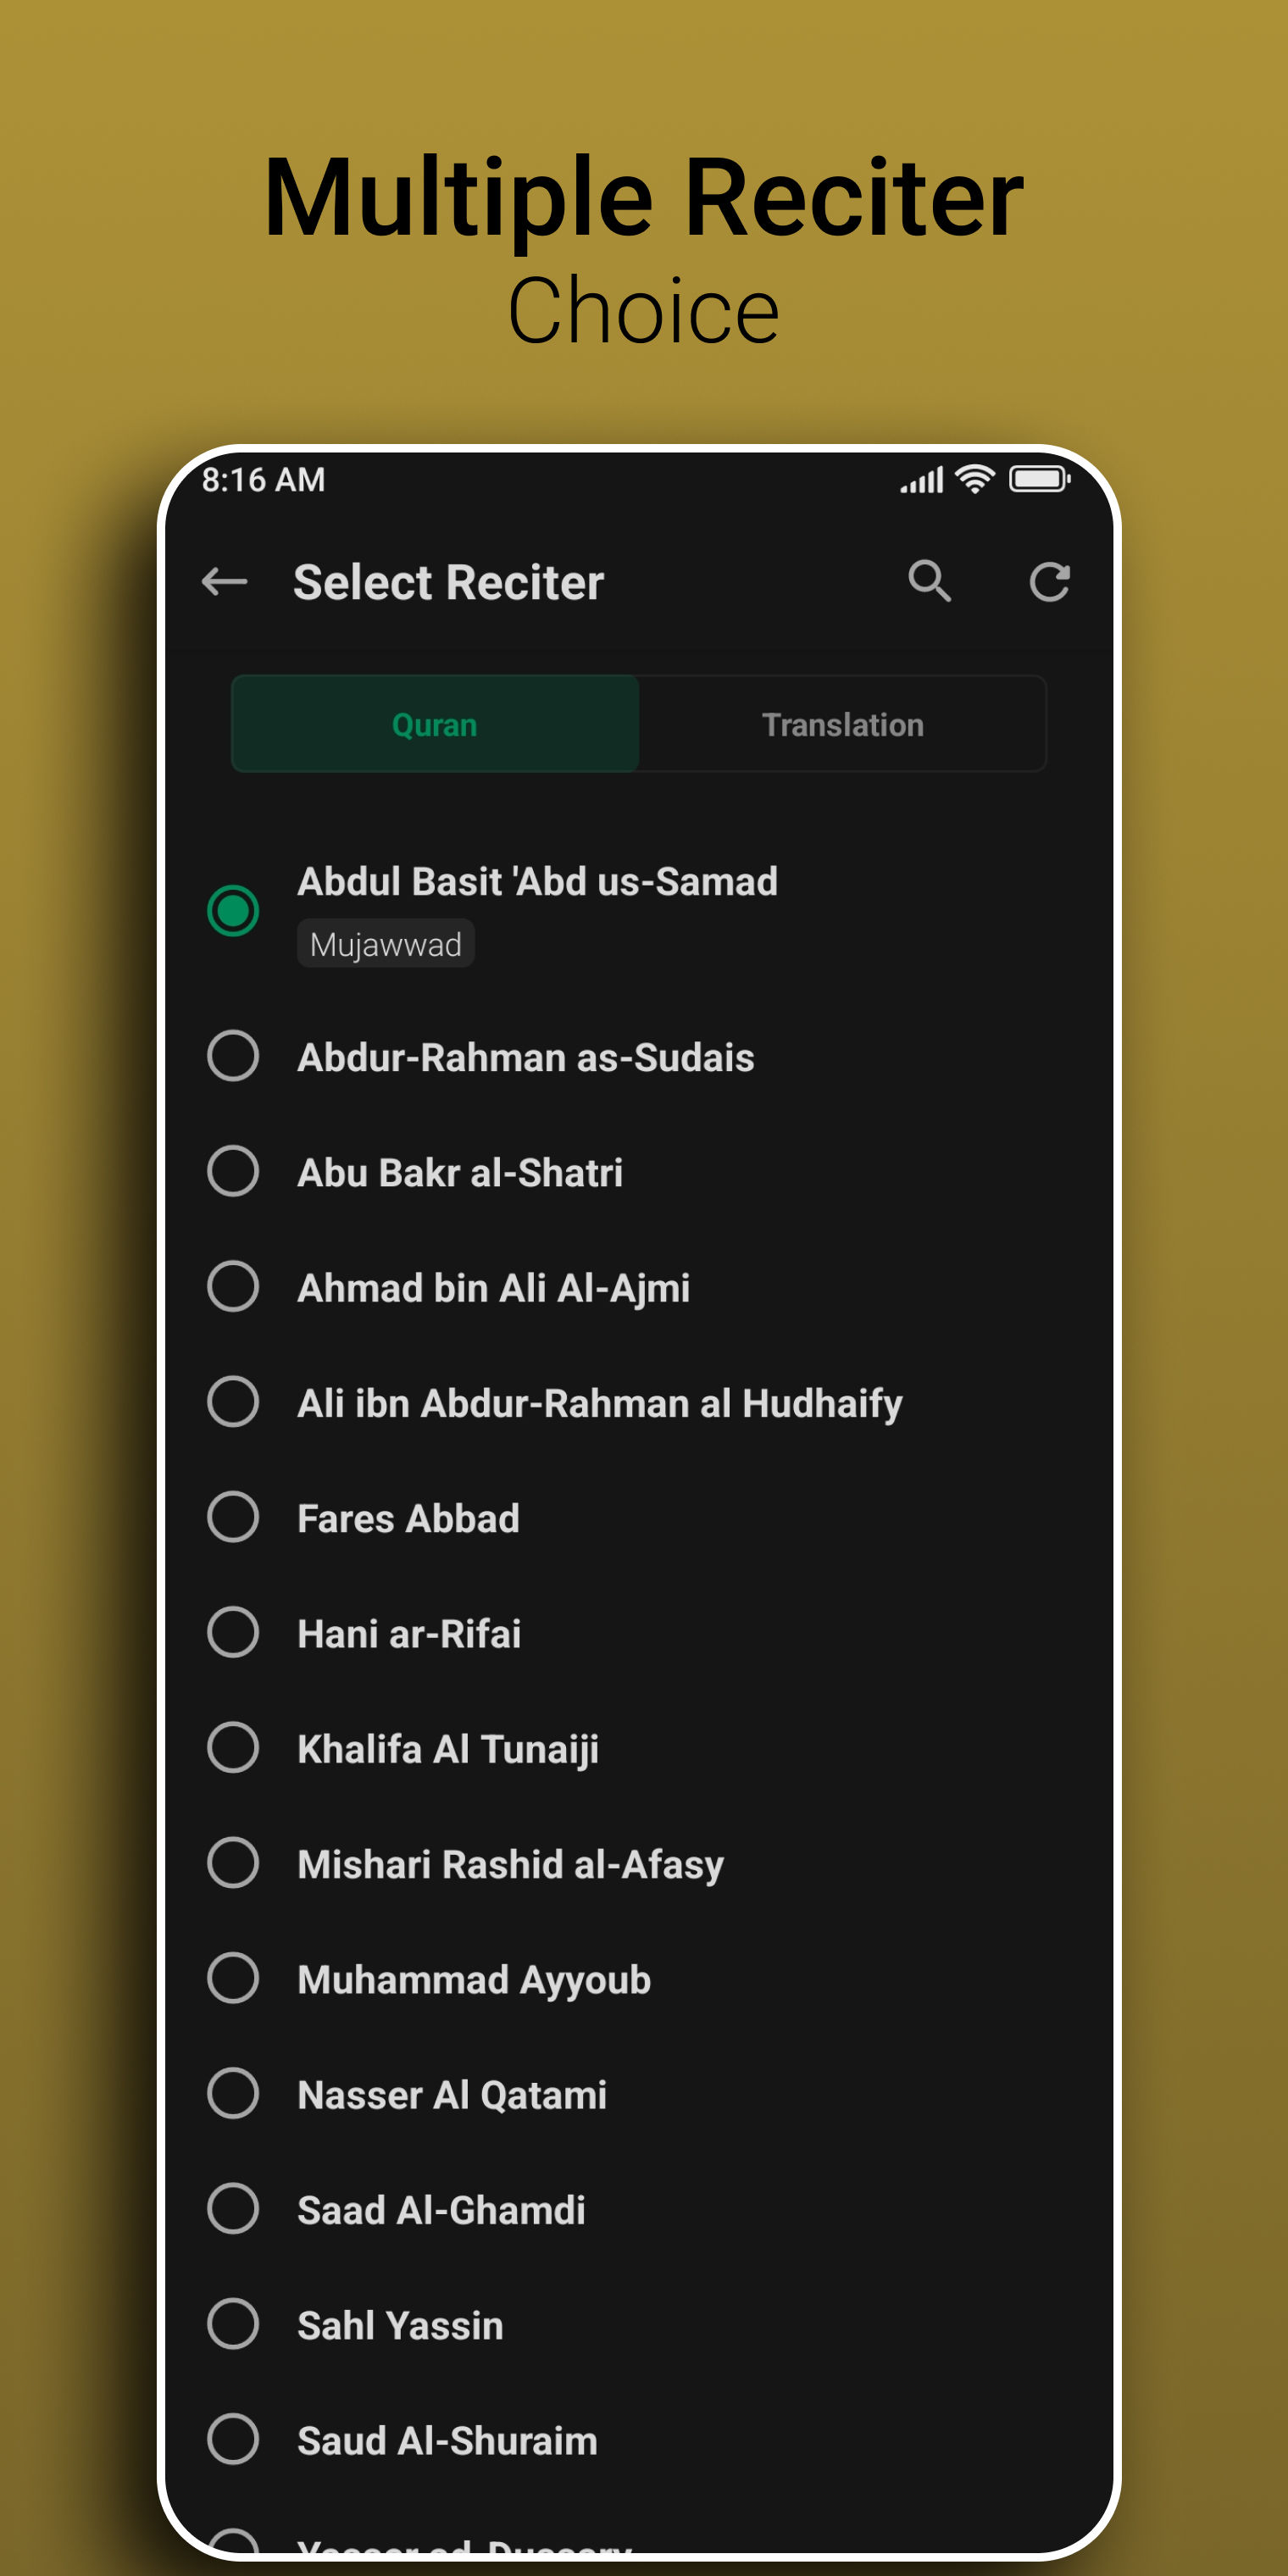 Multiple Reciter
Choice
8:16 AM
Select Reciter
Quran
Translation
Abdul Basit 'Abd us-Samad
Mujawwad
Abdur-Rahman as-Sudais
Abu Bakr al-Shatri
Ahmad bin Ali Al-Ajmi
Ali ibn Abdur-Rahman al Hudhaify
Fares Abbad
Hani ar-Rifai
Khalifa Al Tunaiji
Mishari Rashid al-Afasy
Muhammad Ayyoub
Nasser Al Qatami
Saad Al-Ghamdi
Sahl Yassin
Saud Al-Shuraim